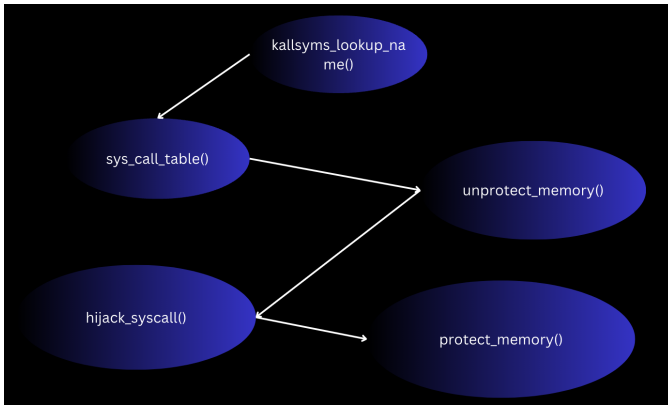 kallsyms_lookup_na
me()
sys_call_table()
unprotect_memory()
hijack_syscall()
protect_memory()